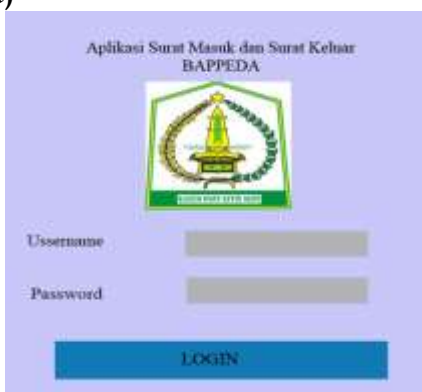 Aplikasi Surat Masuk dan Surat Keluar
BAPPEDA
Ussername
Password
LOGIN